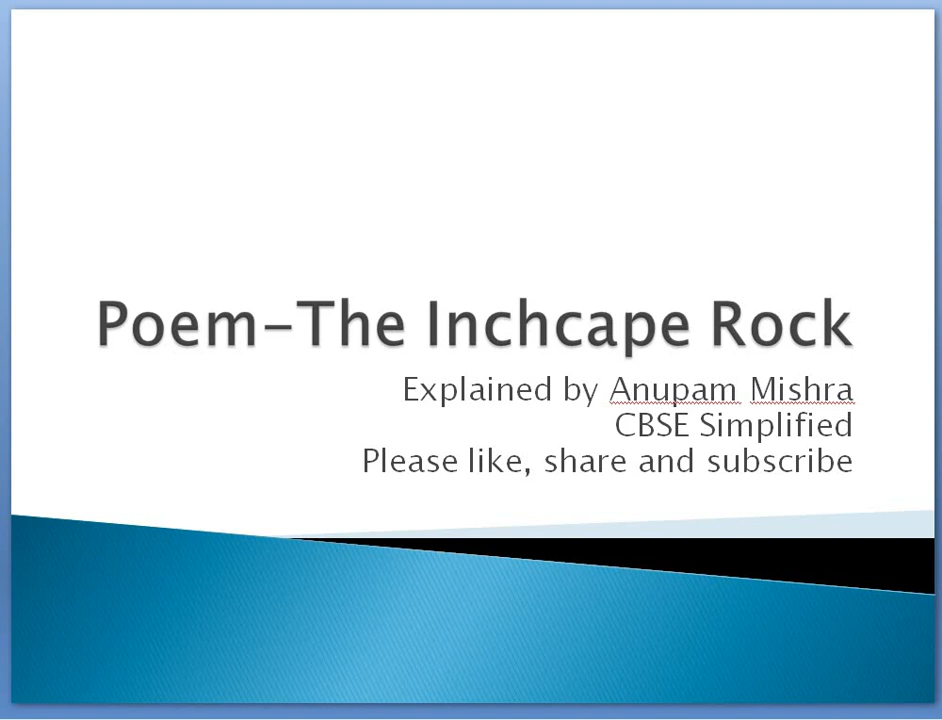 Poem-The Inchcape Rock
Explained by Anupam Mishra
CBSE Simplified
Please like, share and subscribe